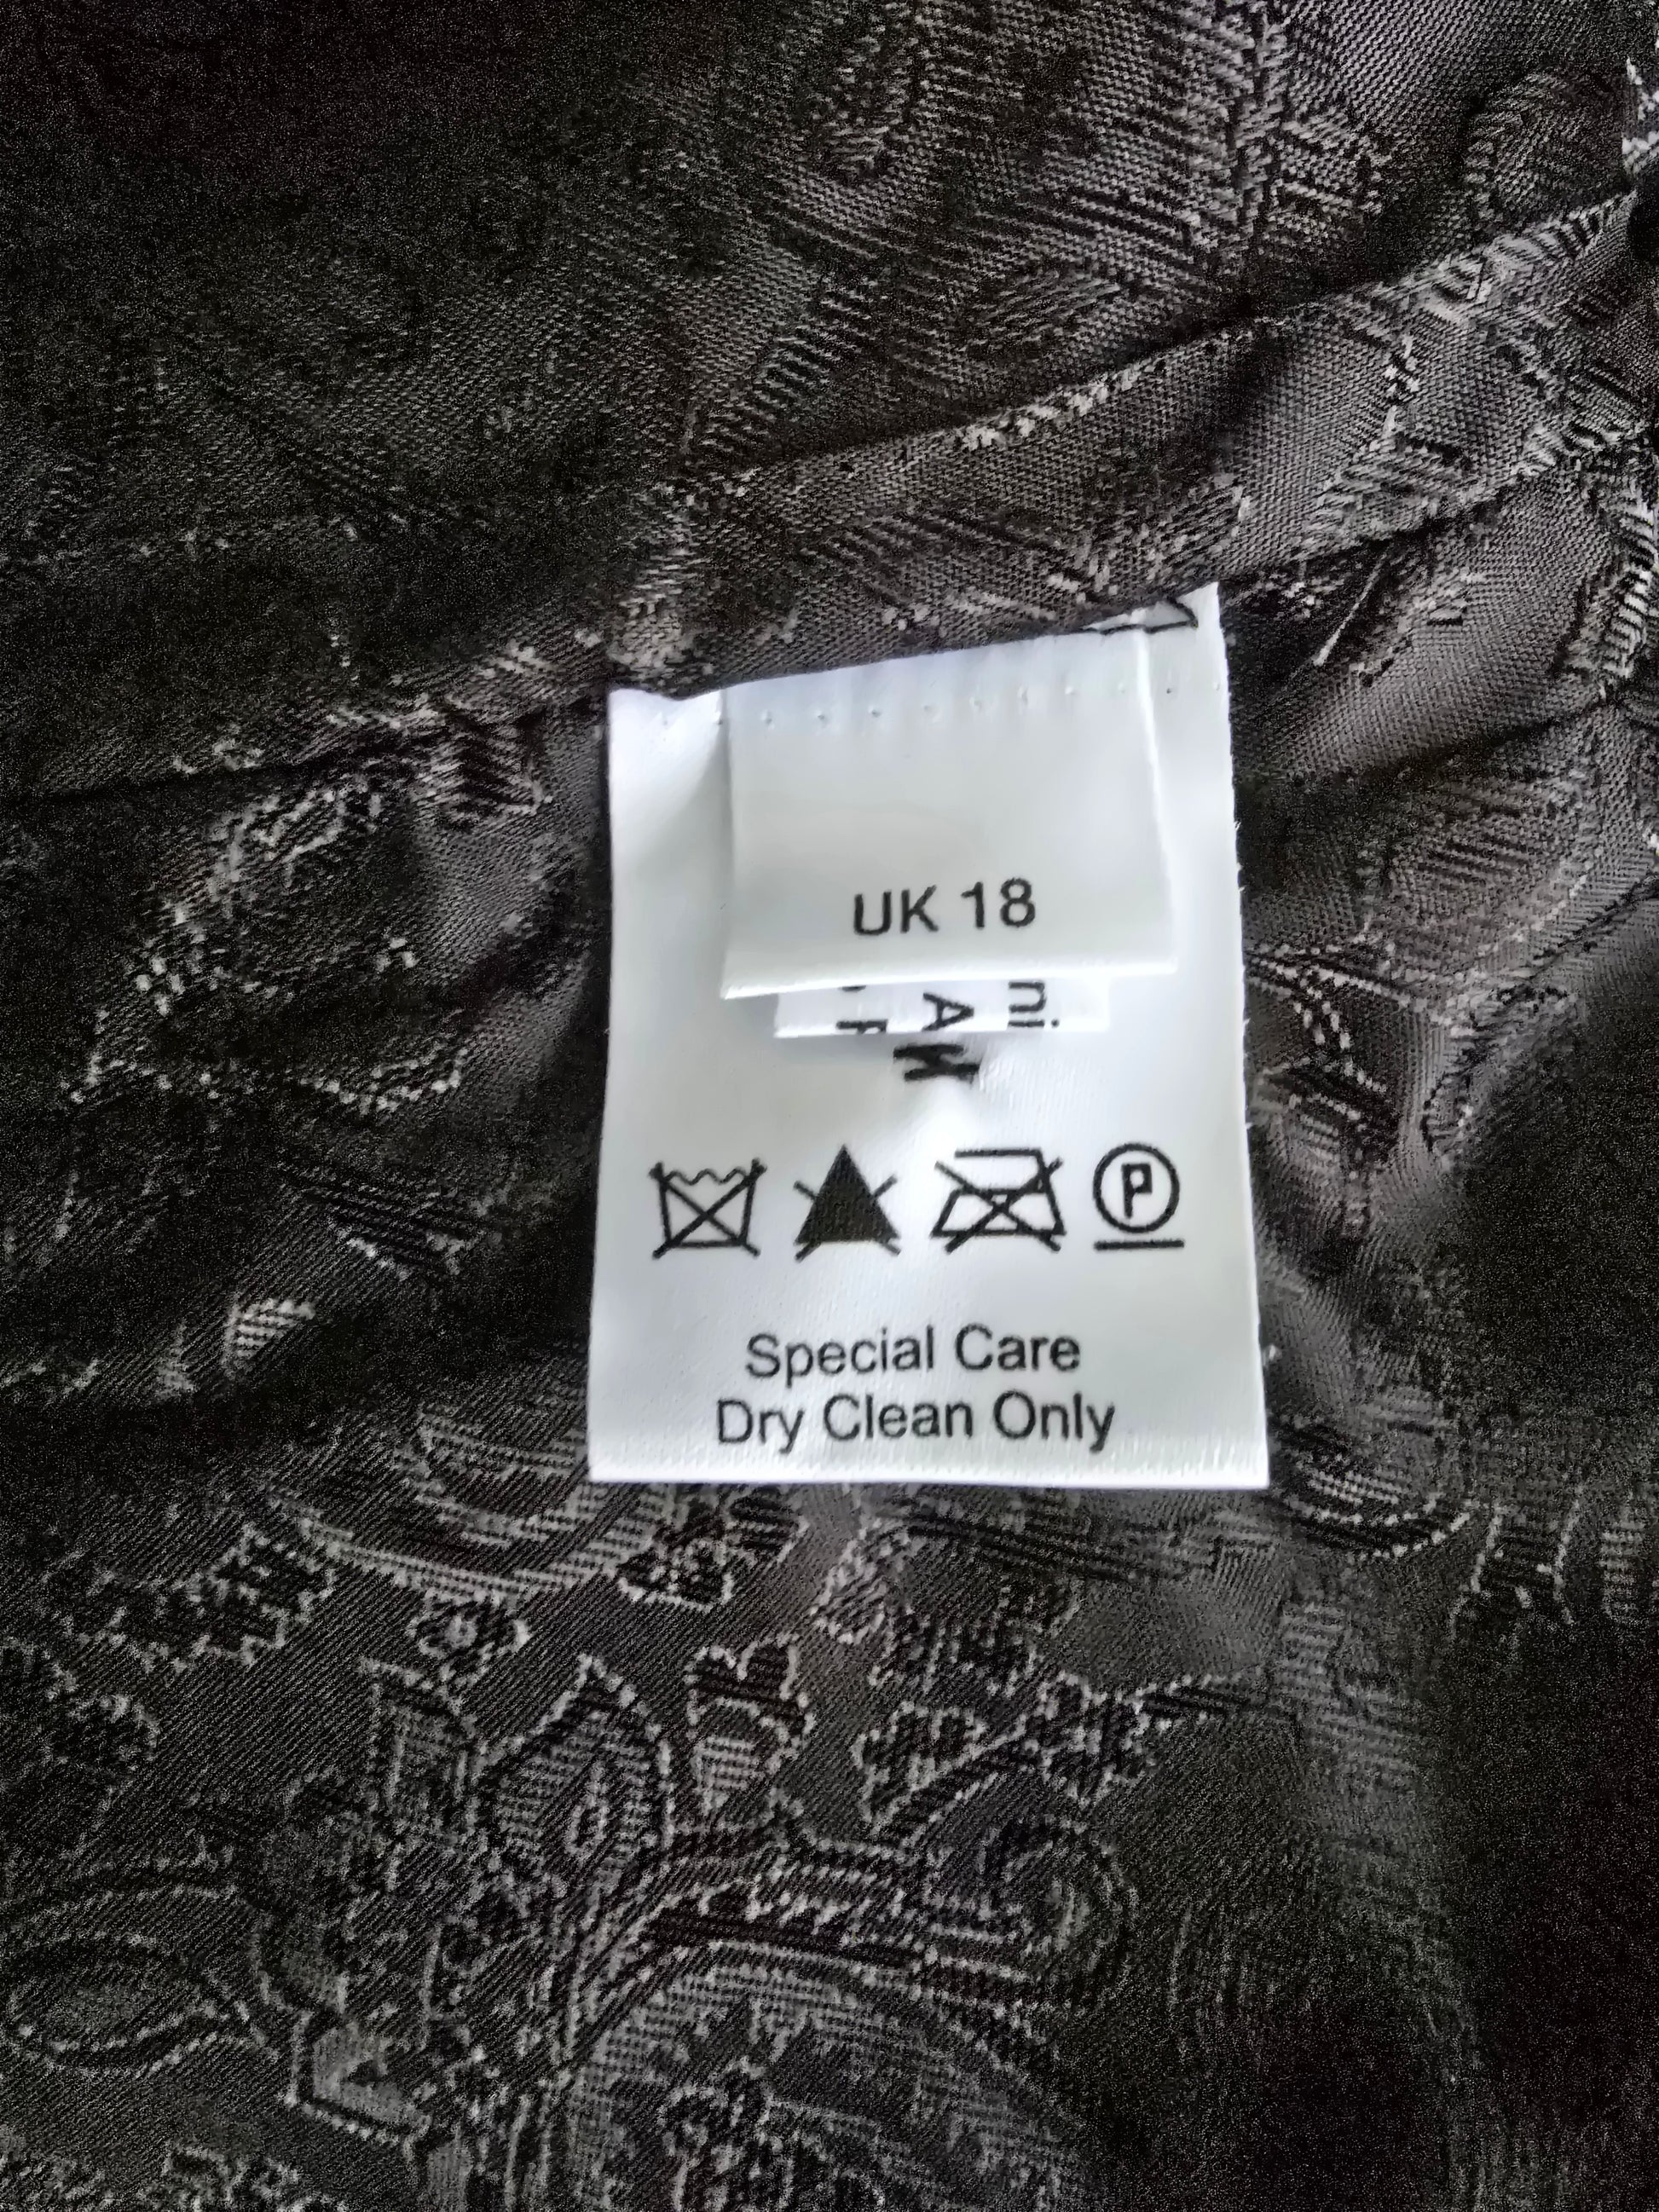 UK 18
P
Special Care
Dry Clean Only